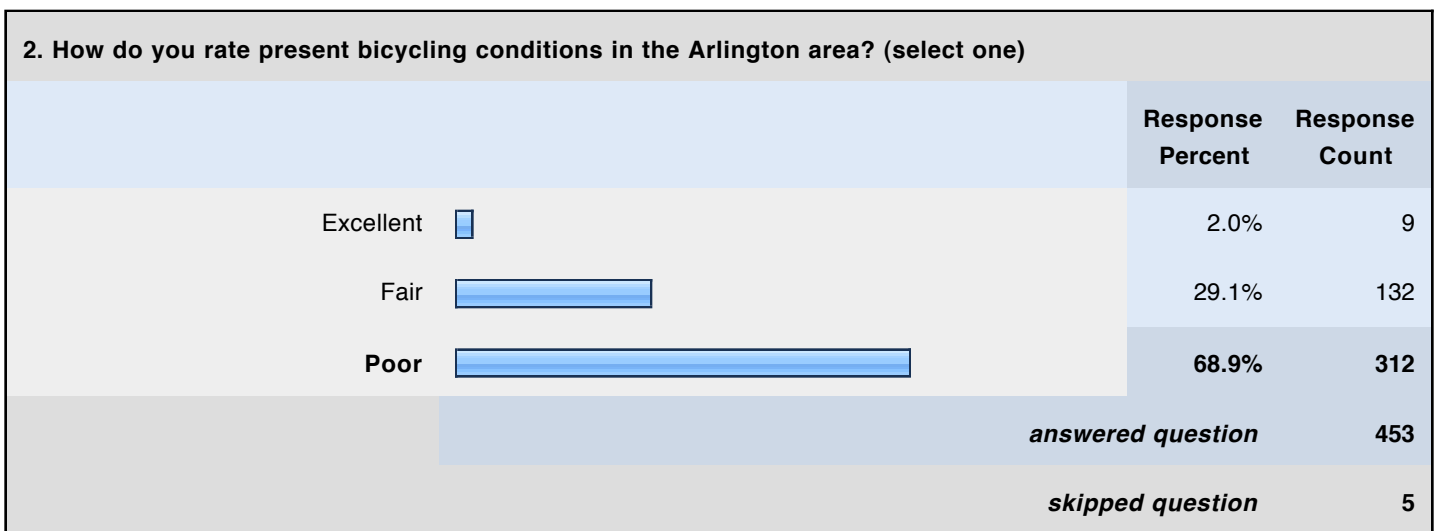 2. How do you rate present bicycling conditions in the Arlington area? (select one)
Response Percent Response Count
Excellent 2.0% 9
Fair 29.1% 132
Poor 68.9% 312
answered question 453
skipped question 5